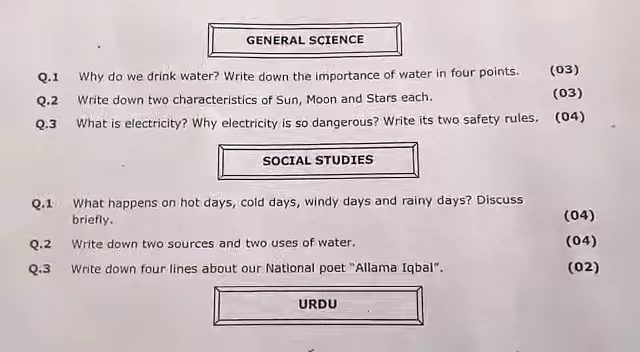 GENERAL SCIENCE
Q.1 Why do we drink water? Write down the importance of water in four points. (03)
Q.2 Write down two characteristics of Sun, Moon and Stars each. (03)
Q.3 What is electricity? Why electricity is so dangerous? Write its two safety rules. (04)
SOCIAL STUDIES
Q.1 What happens on hot days, cold days, windy days and rainy days? Discuss
briefly. (04)
Q.2 Write down two sources and two uses of water. (04)
Q.3 Write down four lines about our National poet "Allama Iqbal". (02)
URDU